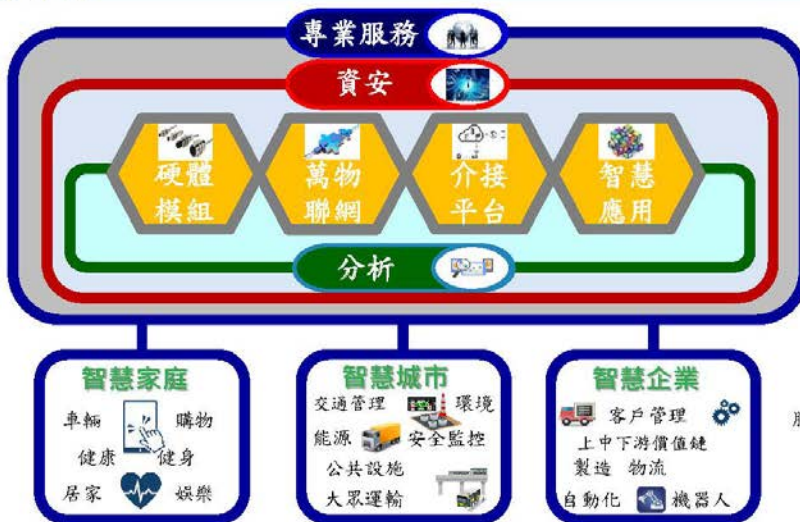 專業服務
資安
硬體
模組
萬物
聯網
介接
平台
智慧
應用
分析
智慧家庭
車輛 購物
健康 健身
居家 娛樂
智慧城市
交通管理 環境
能源 安全監控
公共設施
大眾運輸
智慧企業
客戶管理
上中下游價值鏈
製造 物流
自動化 機器人